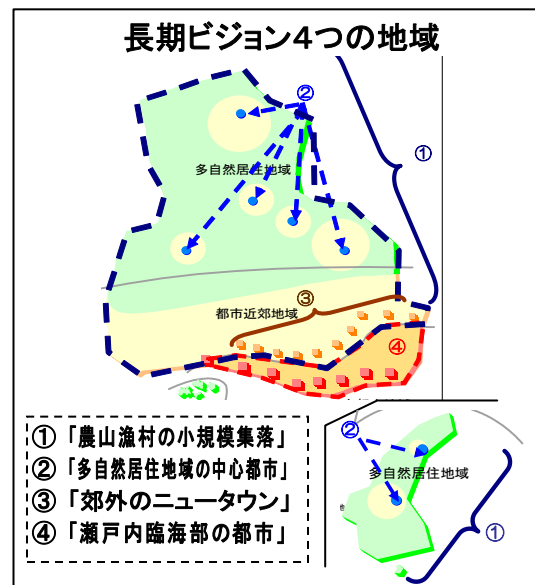 長期ビジョン4つの地域
②
①
多自然居住地域
③
都市近郊地域
④
①「農山漁村の小規模集落」
②「多自然居住地域の中心都市」
③「郊外のニュータウン」
④「瀬戸内臨海部の都市」
②
多自然居住地域
①